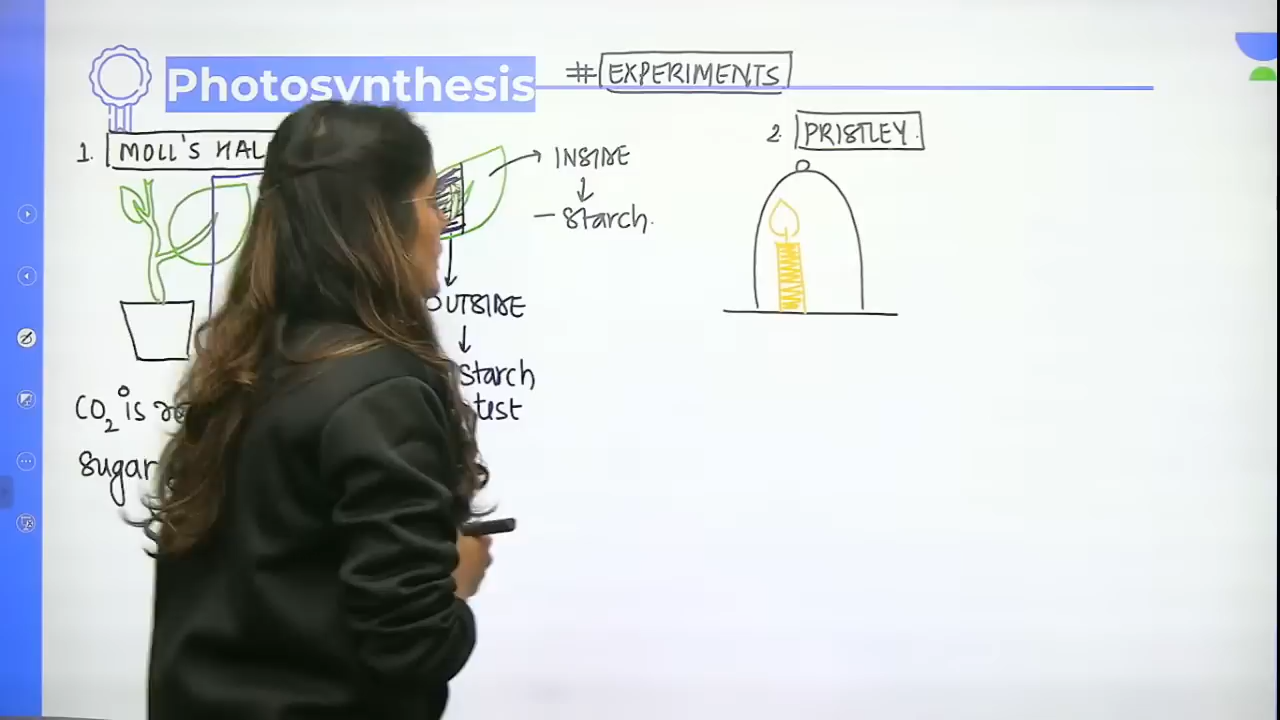 Photosynthesis
# EXPERIMENTS
1. MOLL'S HAL
INSIDE
- Starch.
OUTSIDE
Starch
test
CO2 is
sugar
2. PRISTLEY.